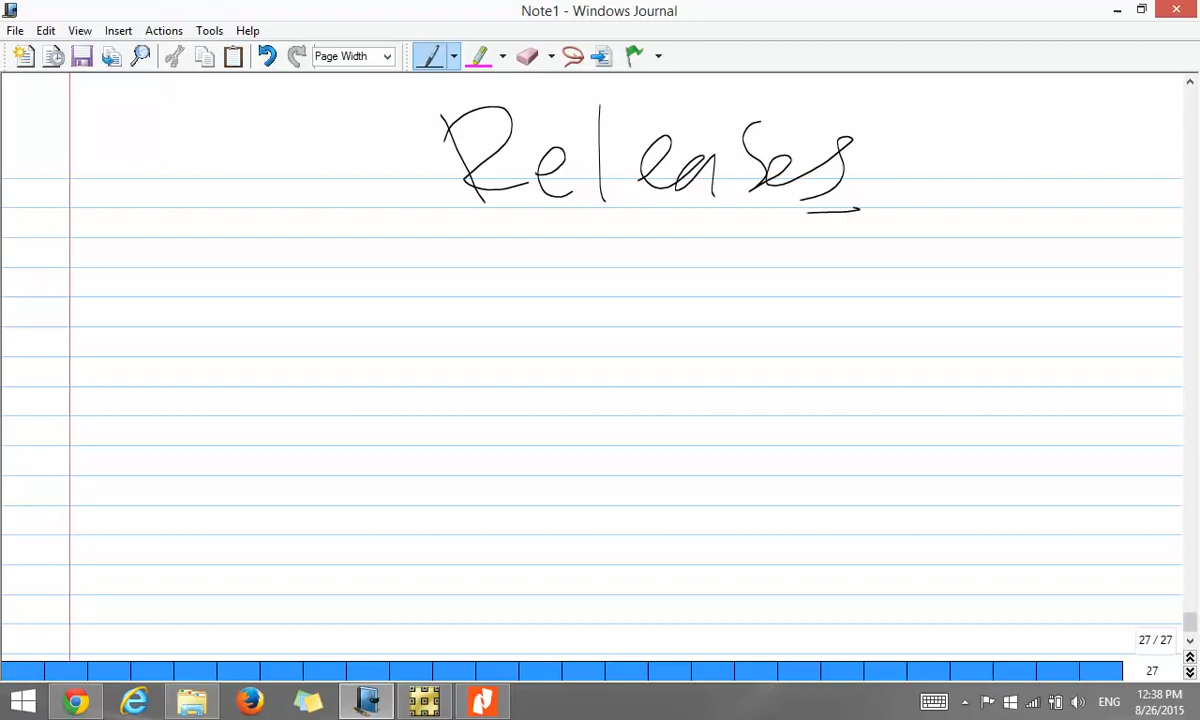 Note1 - Windows Journal
File Edit View Insert Actions Tools Help
Page Width
Releases
27 / 27
27
ENG
12:38 PM
8/26/2015